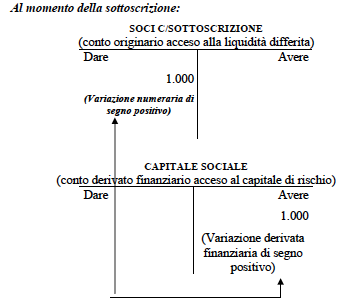 Al momento della sottoscrizione:
SOCI C/SOTTOSCRIZIONE
(conto originario acceso alla liquidità differita)
Dare Avere
1.000
(Variazione numeraria di
segno positivo)
CAPITALE SOCIALE
(conto derivato finanziario acceso al capitale di rischio)
Dare Avere
1.000
(Variazione derivata
finanziaria di segno
positivo)